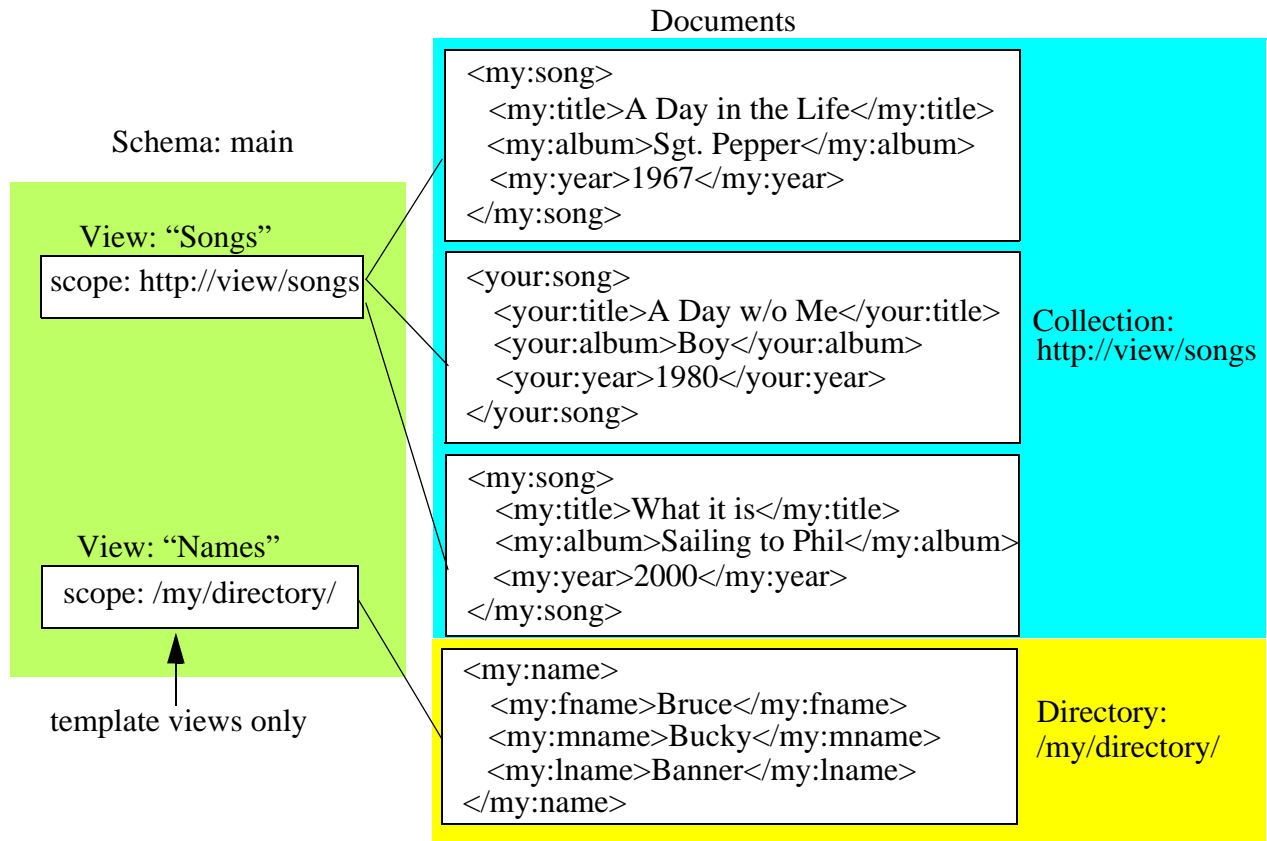 Documents
Schema: main
View: “Songs”
scope: http://view/songs
View: “Names”
scope: /my/directory/
template views only
<my:song>
<my:title>A Day in the Life</my:title>
<my:album>Sgt. Pepper</my:album>
<my:year>1967</my:year>
</my:song>
<your:song>
<your:title>A Day w/o Me</your:title>
<your:album>Boy</your:album>
<your:year>1980</your:year>
</your:song>
<my:song>
<my:title>What it is</my:title>
<my:album>Sailing to Phil</my:album>
<my:year>2000</my:year>
</my:song>
Collection:
http://view/songs
<my:name>
<my:fname>Bruce</my:fname>
<my:mname>Bucky</my:mname>
<my:lname>Banner</my:lname>
</my:name>
Directory:
/my/directory/